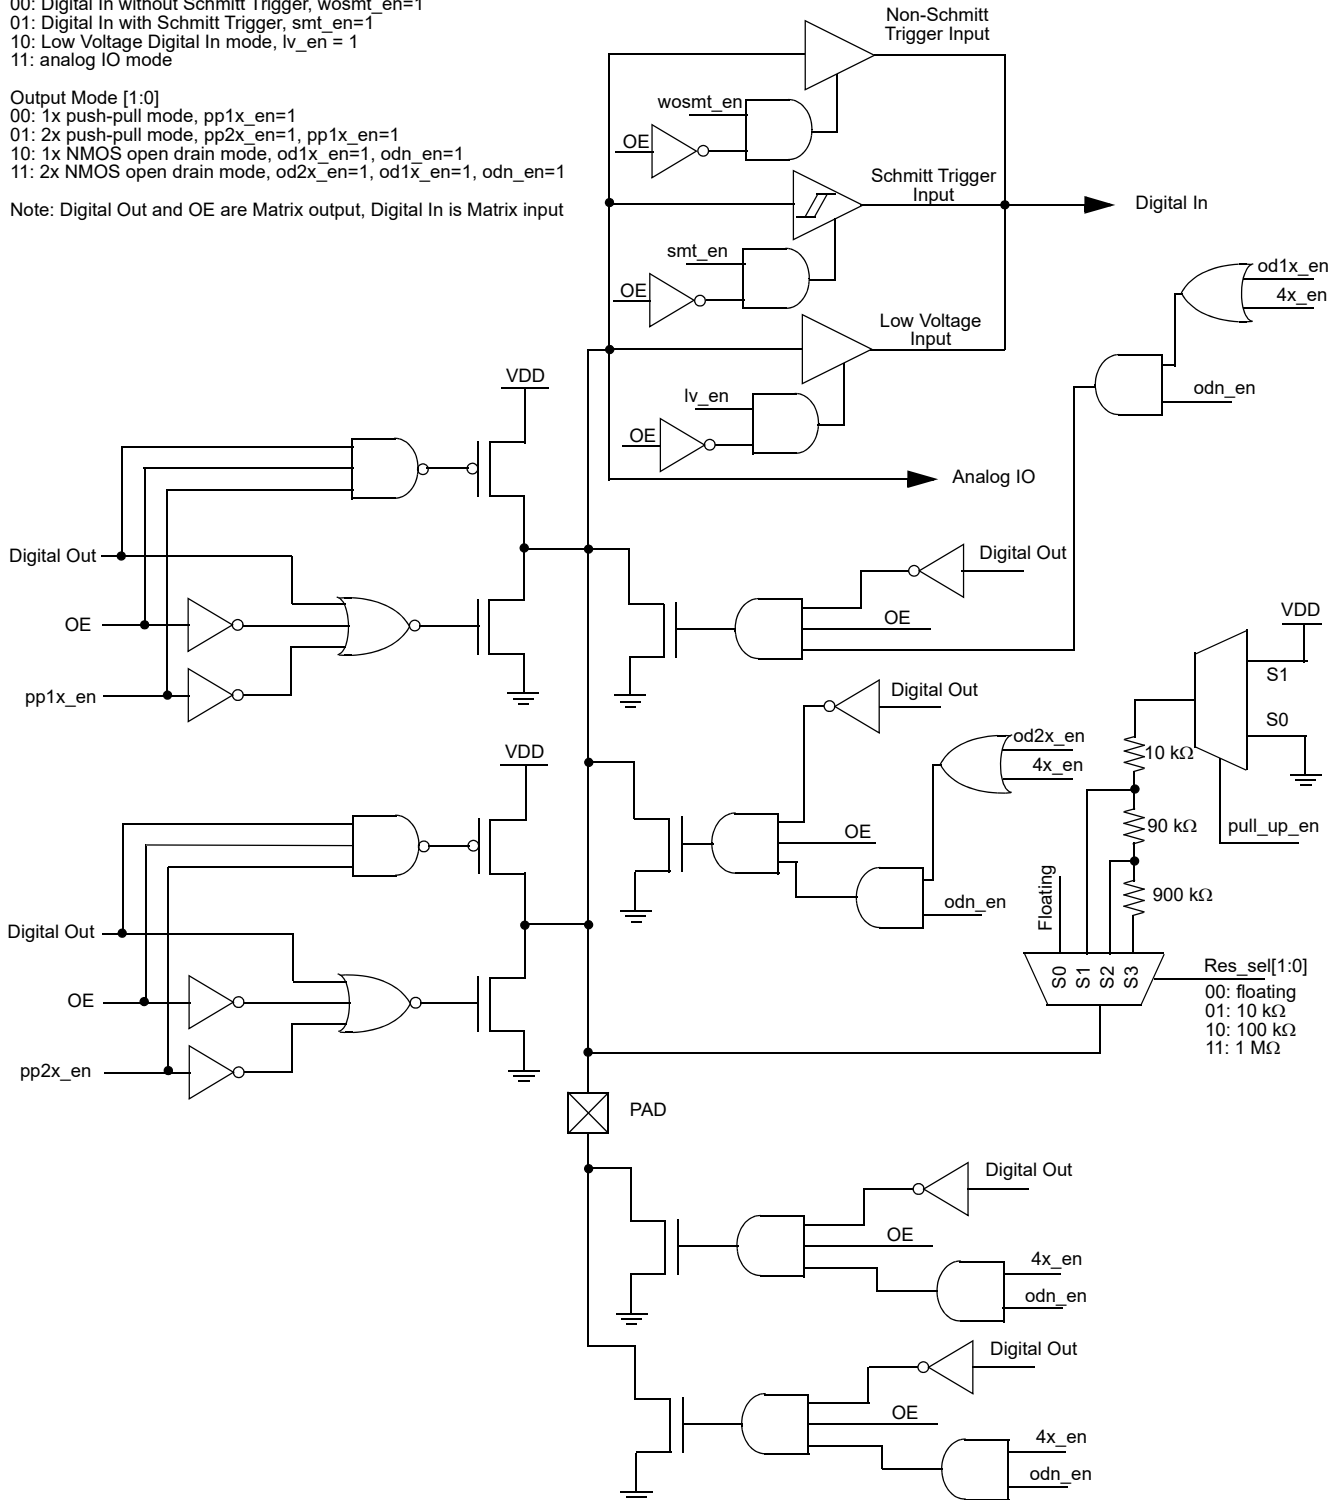 00: Digital In without Schmitt Trigger, wosmt_en=1
01: Digital In with Schmitt Trigger, smt_en=1
10: Low Voltage Digital In mode, lv_en = 1
11: analog IO mode
Output Mode [1:0]
00: 1x push-pull mode, pp1x_en=1
01: 2x push-pull mode, pp2x_en=1, pp1x_en=1
10: 1x NMOS open drain mode, od1x_en=1, odn_en=1
11: 2x NMOS open drain mode, od2x_en=1, od1x_en=1, odn_en=1
Note: Digital Out and OE are Matrix output, Digital In is Matrix input
Non-Schmitt
Trigger Input
wosmt_en
OE
Schmitt Trigger
Input
Digital In
smt_en
OE
od1x_en
4x_en
Low Voltage
Input
odn_en
lv_en
OE
Analog IO
VDD
Digital Out
OE
pp1x_en
Digital Out
OE
VDD
S1
S0
10 kΩ
90 kΩ
900 kΩ
pull_up_en
Digital Out
od2x_en
4x_en
OE
odn_en
VDD
Digital Out
OE
pp2x_en
Floating
S0
S1
S2
S3
Res_sel[1:0]
00: floating
01: 10 kΩ
10: 100 kΩ
11: 1 MΩ
PAD
Digital Out
OE
4x_en
odn_en
Digital Out
OE
4x_en
odn_en